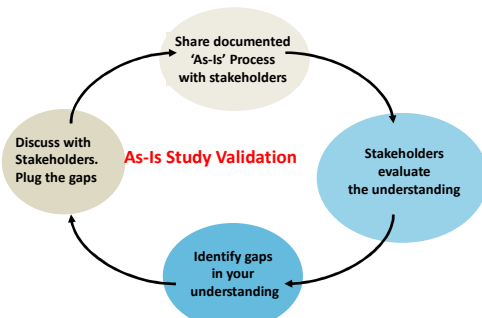 Share documented
‘As-Is’ Process
with stakeholders
Discuss with
Stakeholders.
Plug the gaps
As-Is Study Validation
Stakeholders
evaluate
the understanding
Identify gaps
in your
understanding